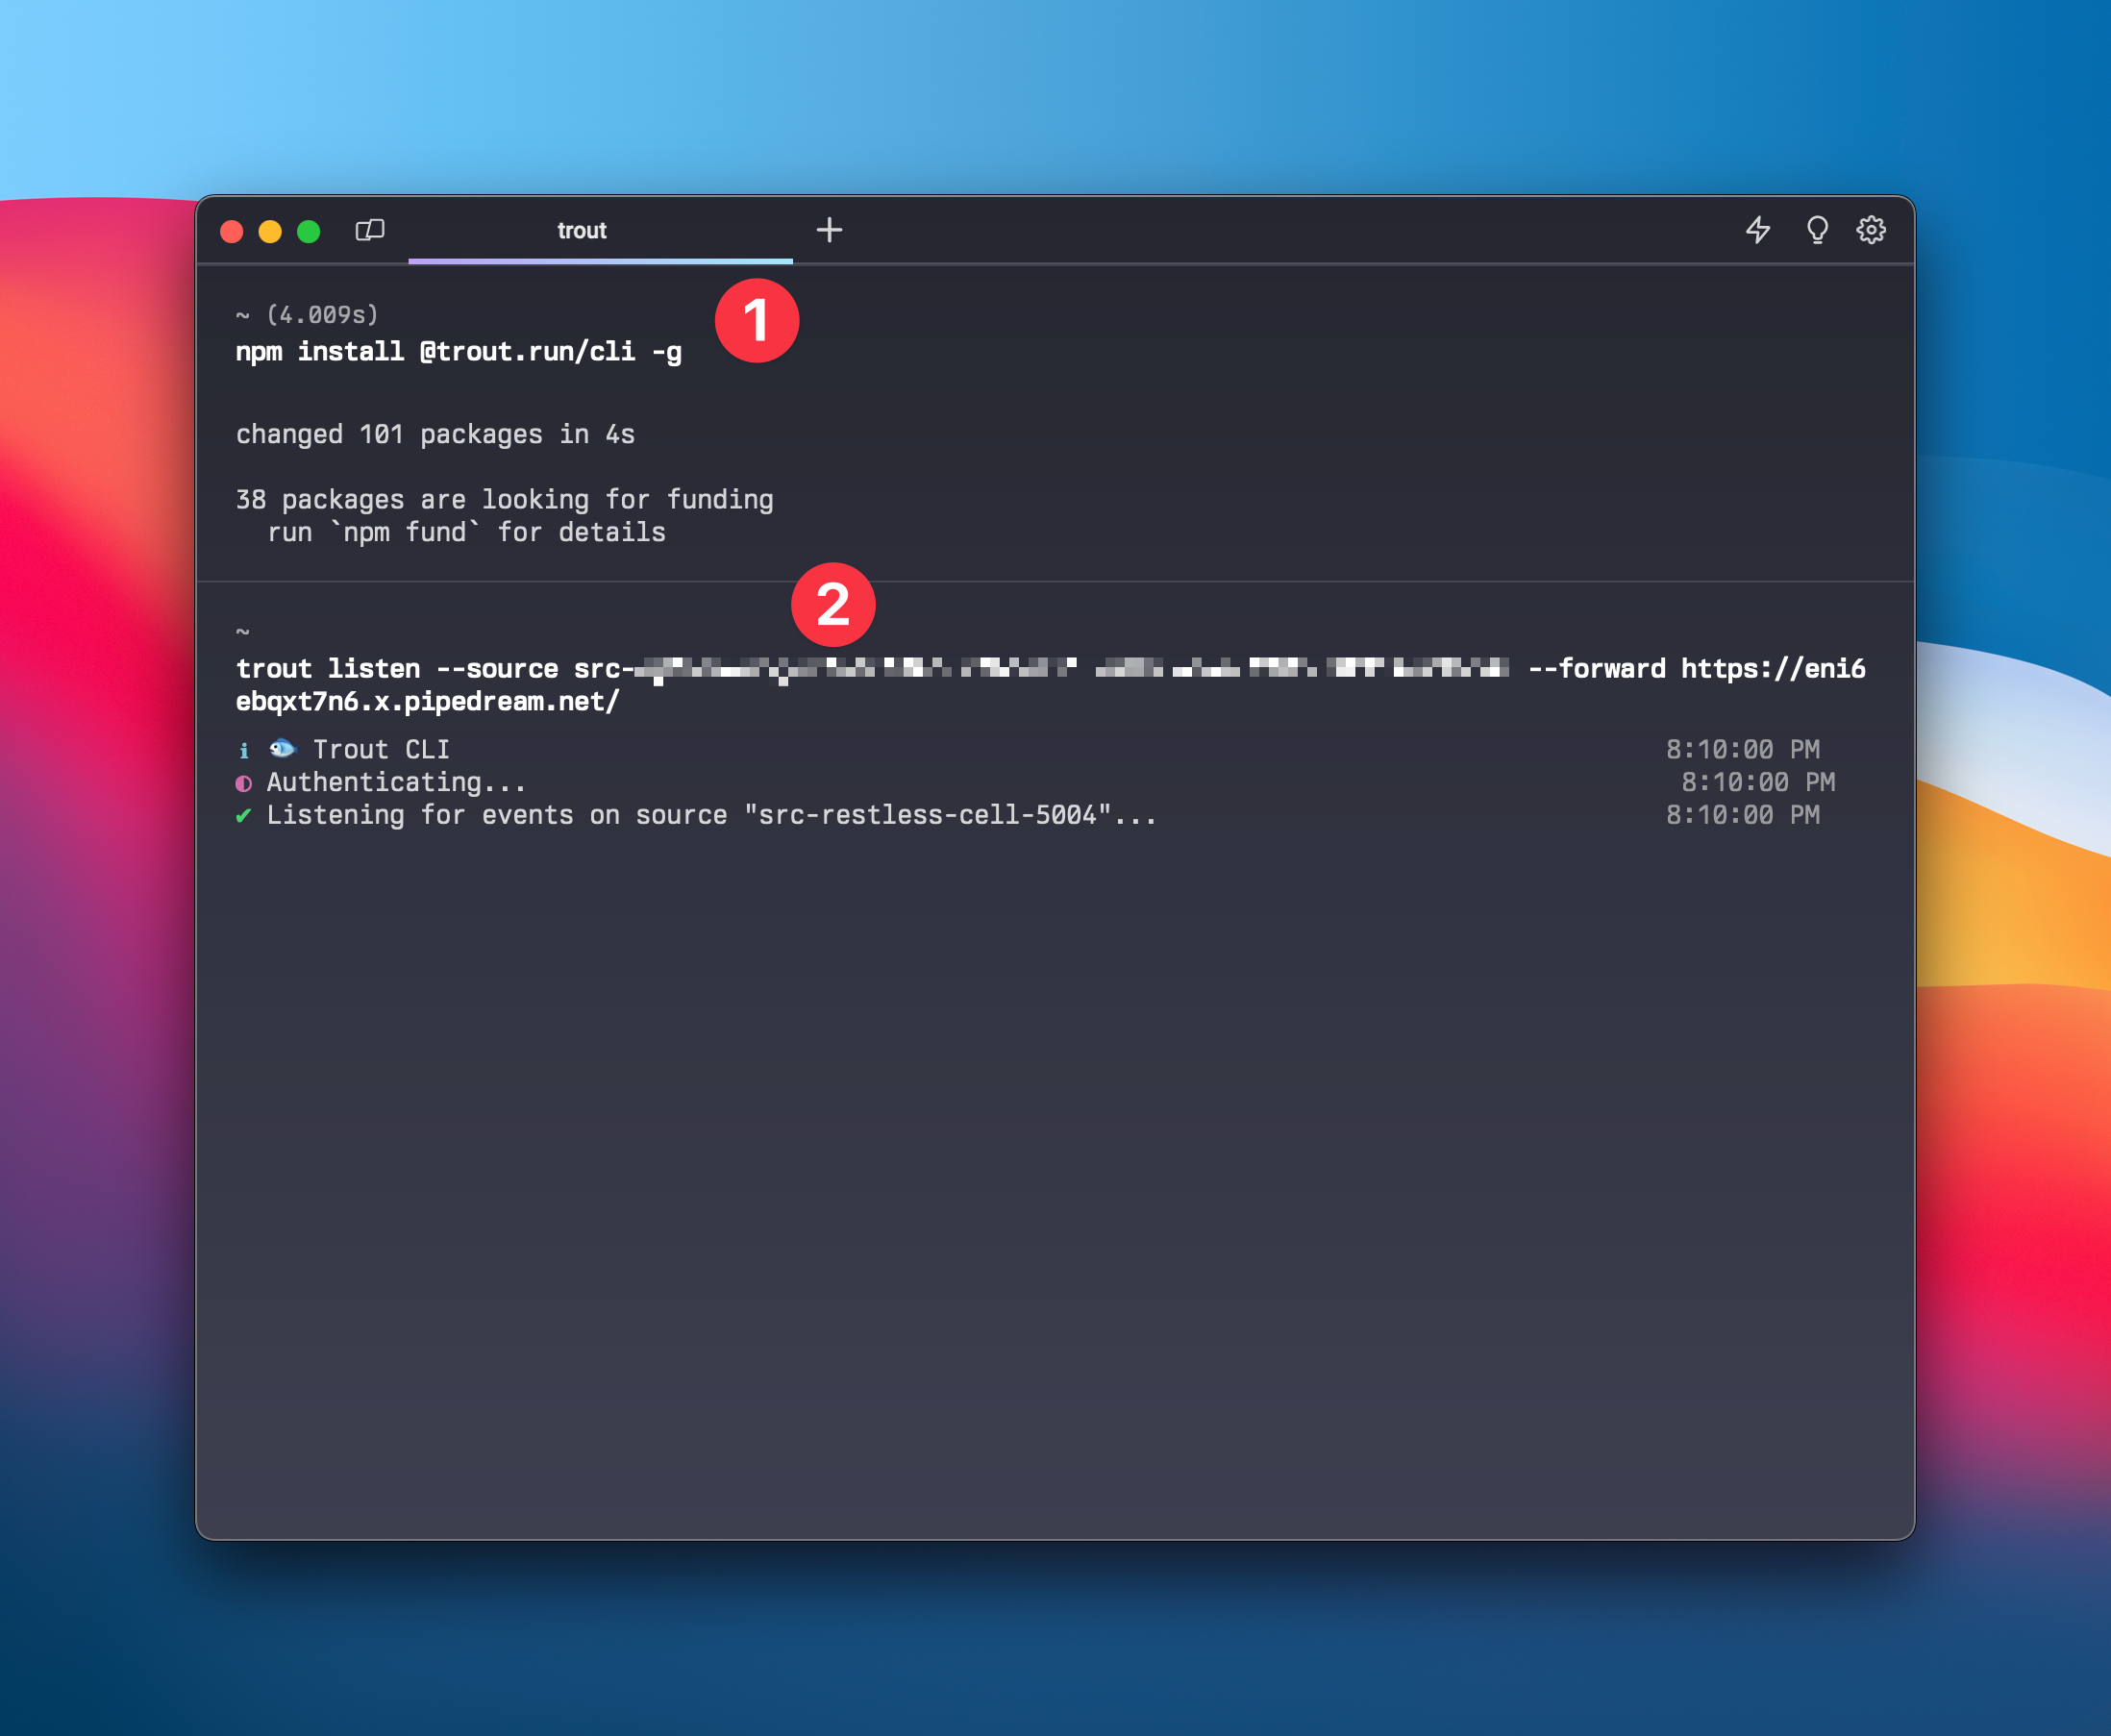 trout
1
~ (4.009s)
npm install @trout.run/cli -g
changed 101 packages in 4s
38 packages are looking for funding
run `npm fund` for details
2
~
trout listen --source src- --forward https://eni6
ebqxt7n6.x.pipedream.net/
i 🐟 Trout CLI 8:10:00 PM
◐ Authenticating... 8:10:00 PM
✔ Listening for events on source "src-restless-cell-5004"... 8:10:00 PM